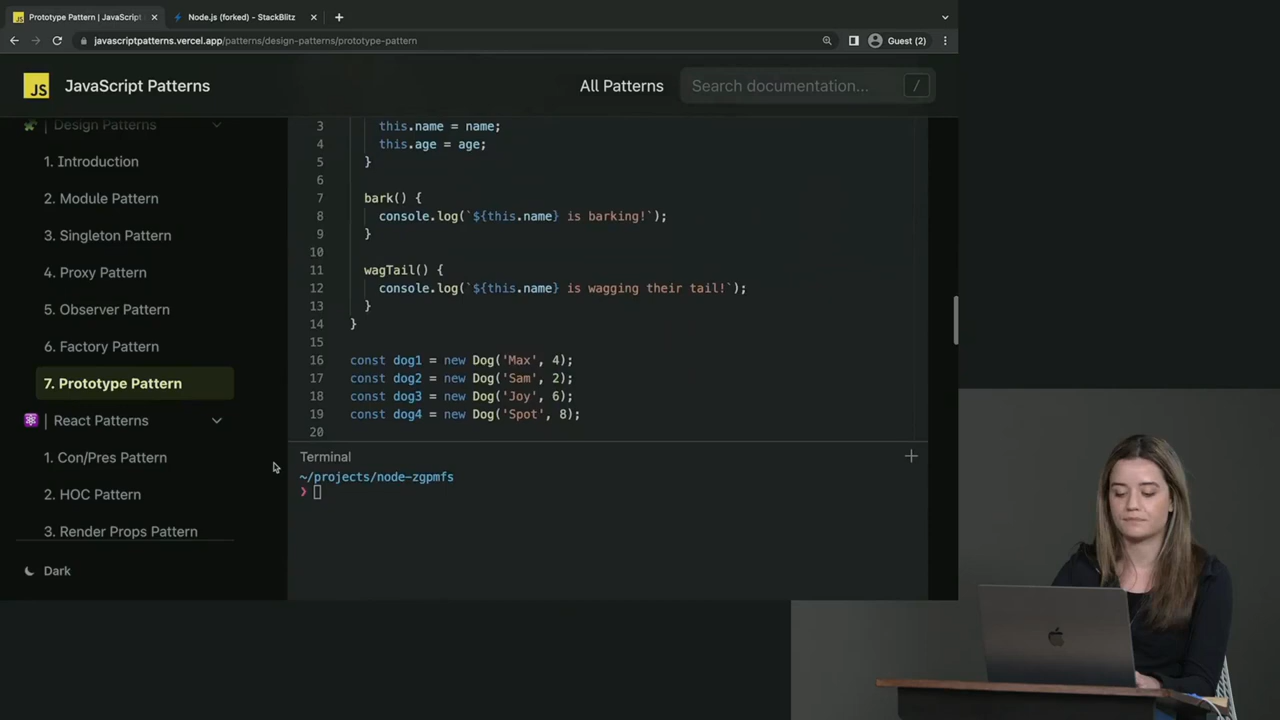 Prototype Pattern | JavaScript
Node.js (forked) - StackBlitz
javascriptpatterns.vercel.app/patterns/design-patterns/prototype-pattern
Guest (2)
JS
JavaScript Patterns
All Patterns
Search documentation...
/
Design Patterns
1. Introduction
2. Module Pattern
3. Singleton Pattern
4. Proxy Pattern
5. Observer Pattern
6. Factory Pattern
7. Prototype Pattern
React Patterns
1. Con/Pres Pattern
2. HOC Pattern
3. Render Props Pattern
Dark
3 this.name = name;
4 this.age = age;
5 }
6
7 bark() {
8 console.log(`${this.name} is barking!`);
9 }
10
11 wagTail() {
12 console.log(`${this.name} is wagging their tail!`);
13 }
14 }
15
16 const dog1 = new Dog('Max', 4);
17 const dog2 = new Dog('Sam', 2);
18 const dog3 = new Dog('Joy', 6);
19 const dog4 = new Dog('Spot', 8);
20
Terminal
~/projects/node-zgpmfs
❯